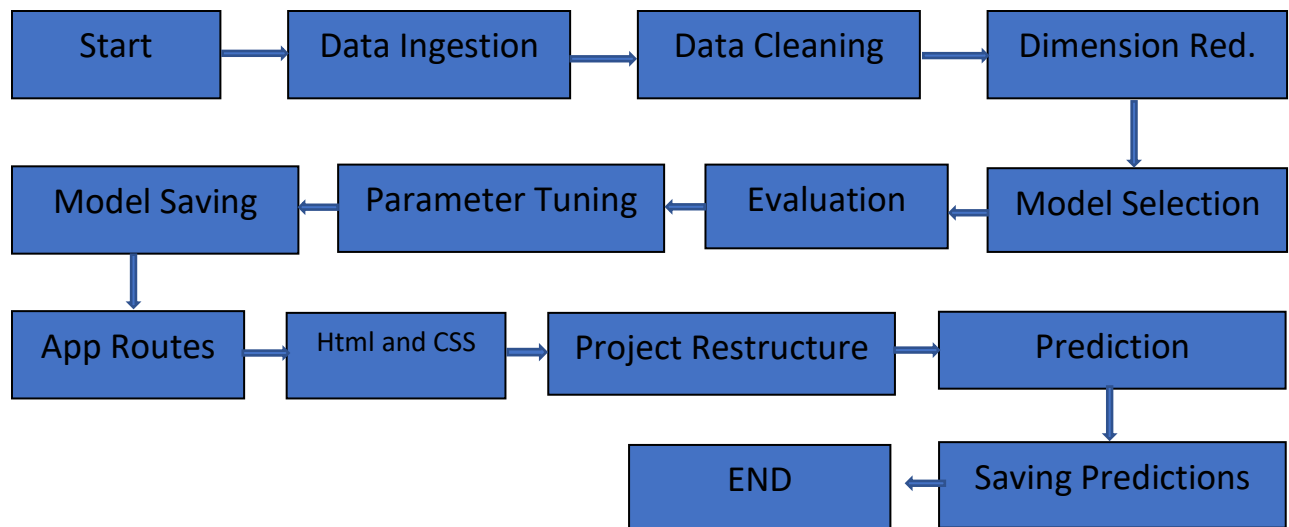 Start
Data Ingestion
Data Cleaning
Dimension Red.
Model Selection
Evaluation
Parameter Tuning
Model Saving
App Routes
Html and CSS
Project Restructure
Prediction
Saving Predictions
END